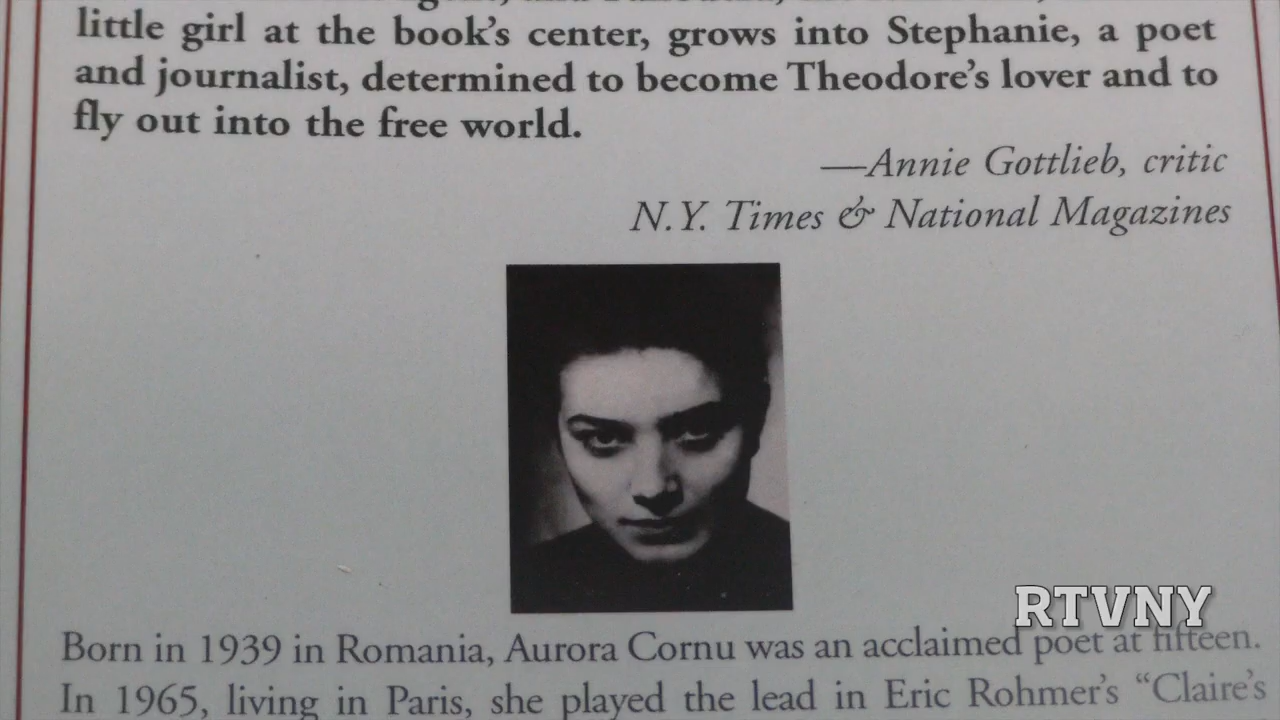 little girl at the book's center, grows into Stephanie, a poet
and journalist, determined to become Theodore's lover and to
fly out into the free world.
—Annie Gottlieb, critic
N.Y. Times & National Magazines
RTVNY
Born in 1939 in Romania, Aurora Cornu was an acclaimed poet at fifteen.
In 1965, living in Paris, she played the lead in Eric Rohmer's “Claire's